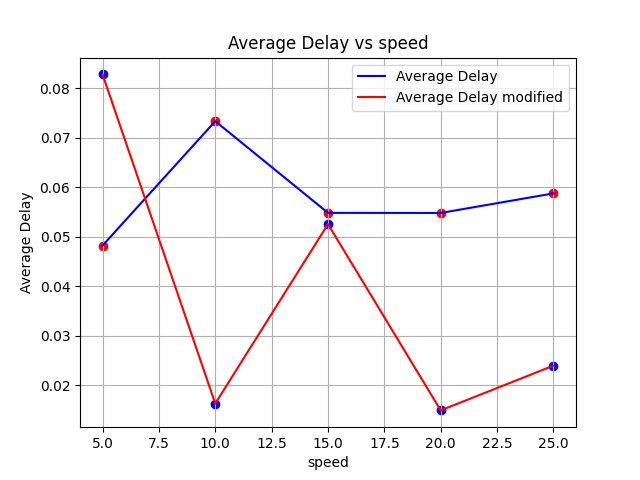 Average Delay vs speed
Average Delay
Average Delay modified
Average Delay
0.08
0.07
0.06
0.05
0.04
0.03
0.02
5.0 7.5 10.0 12.5 15.0 17.5 20.0 22.5 25.0
speed